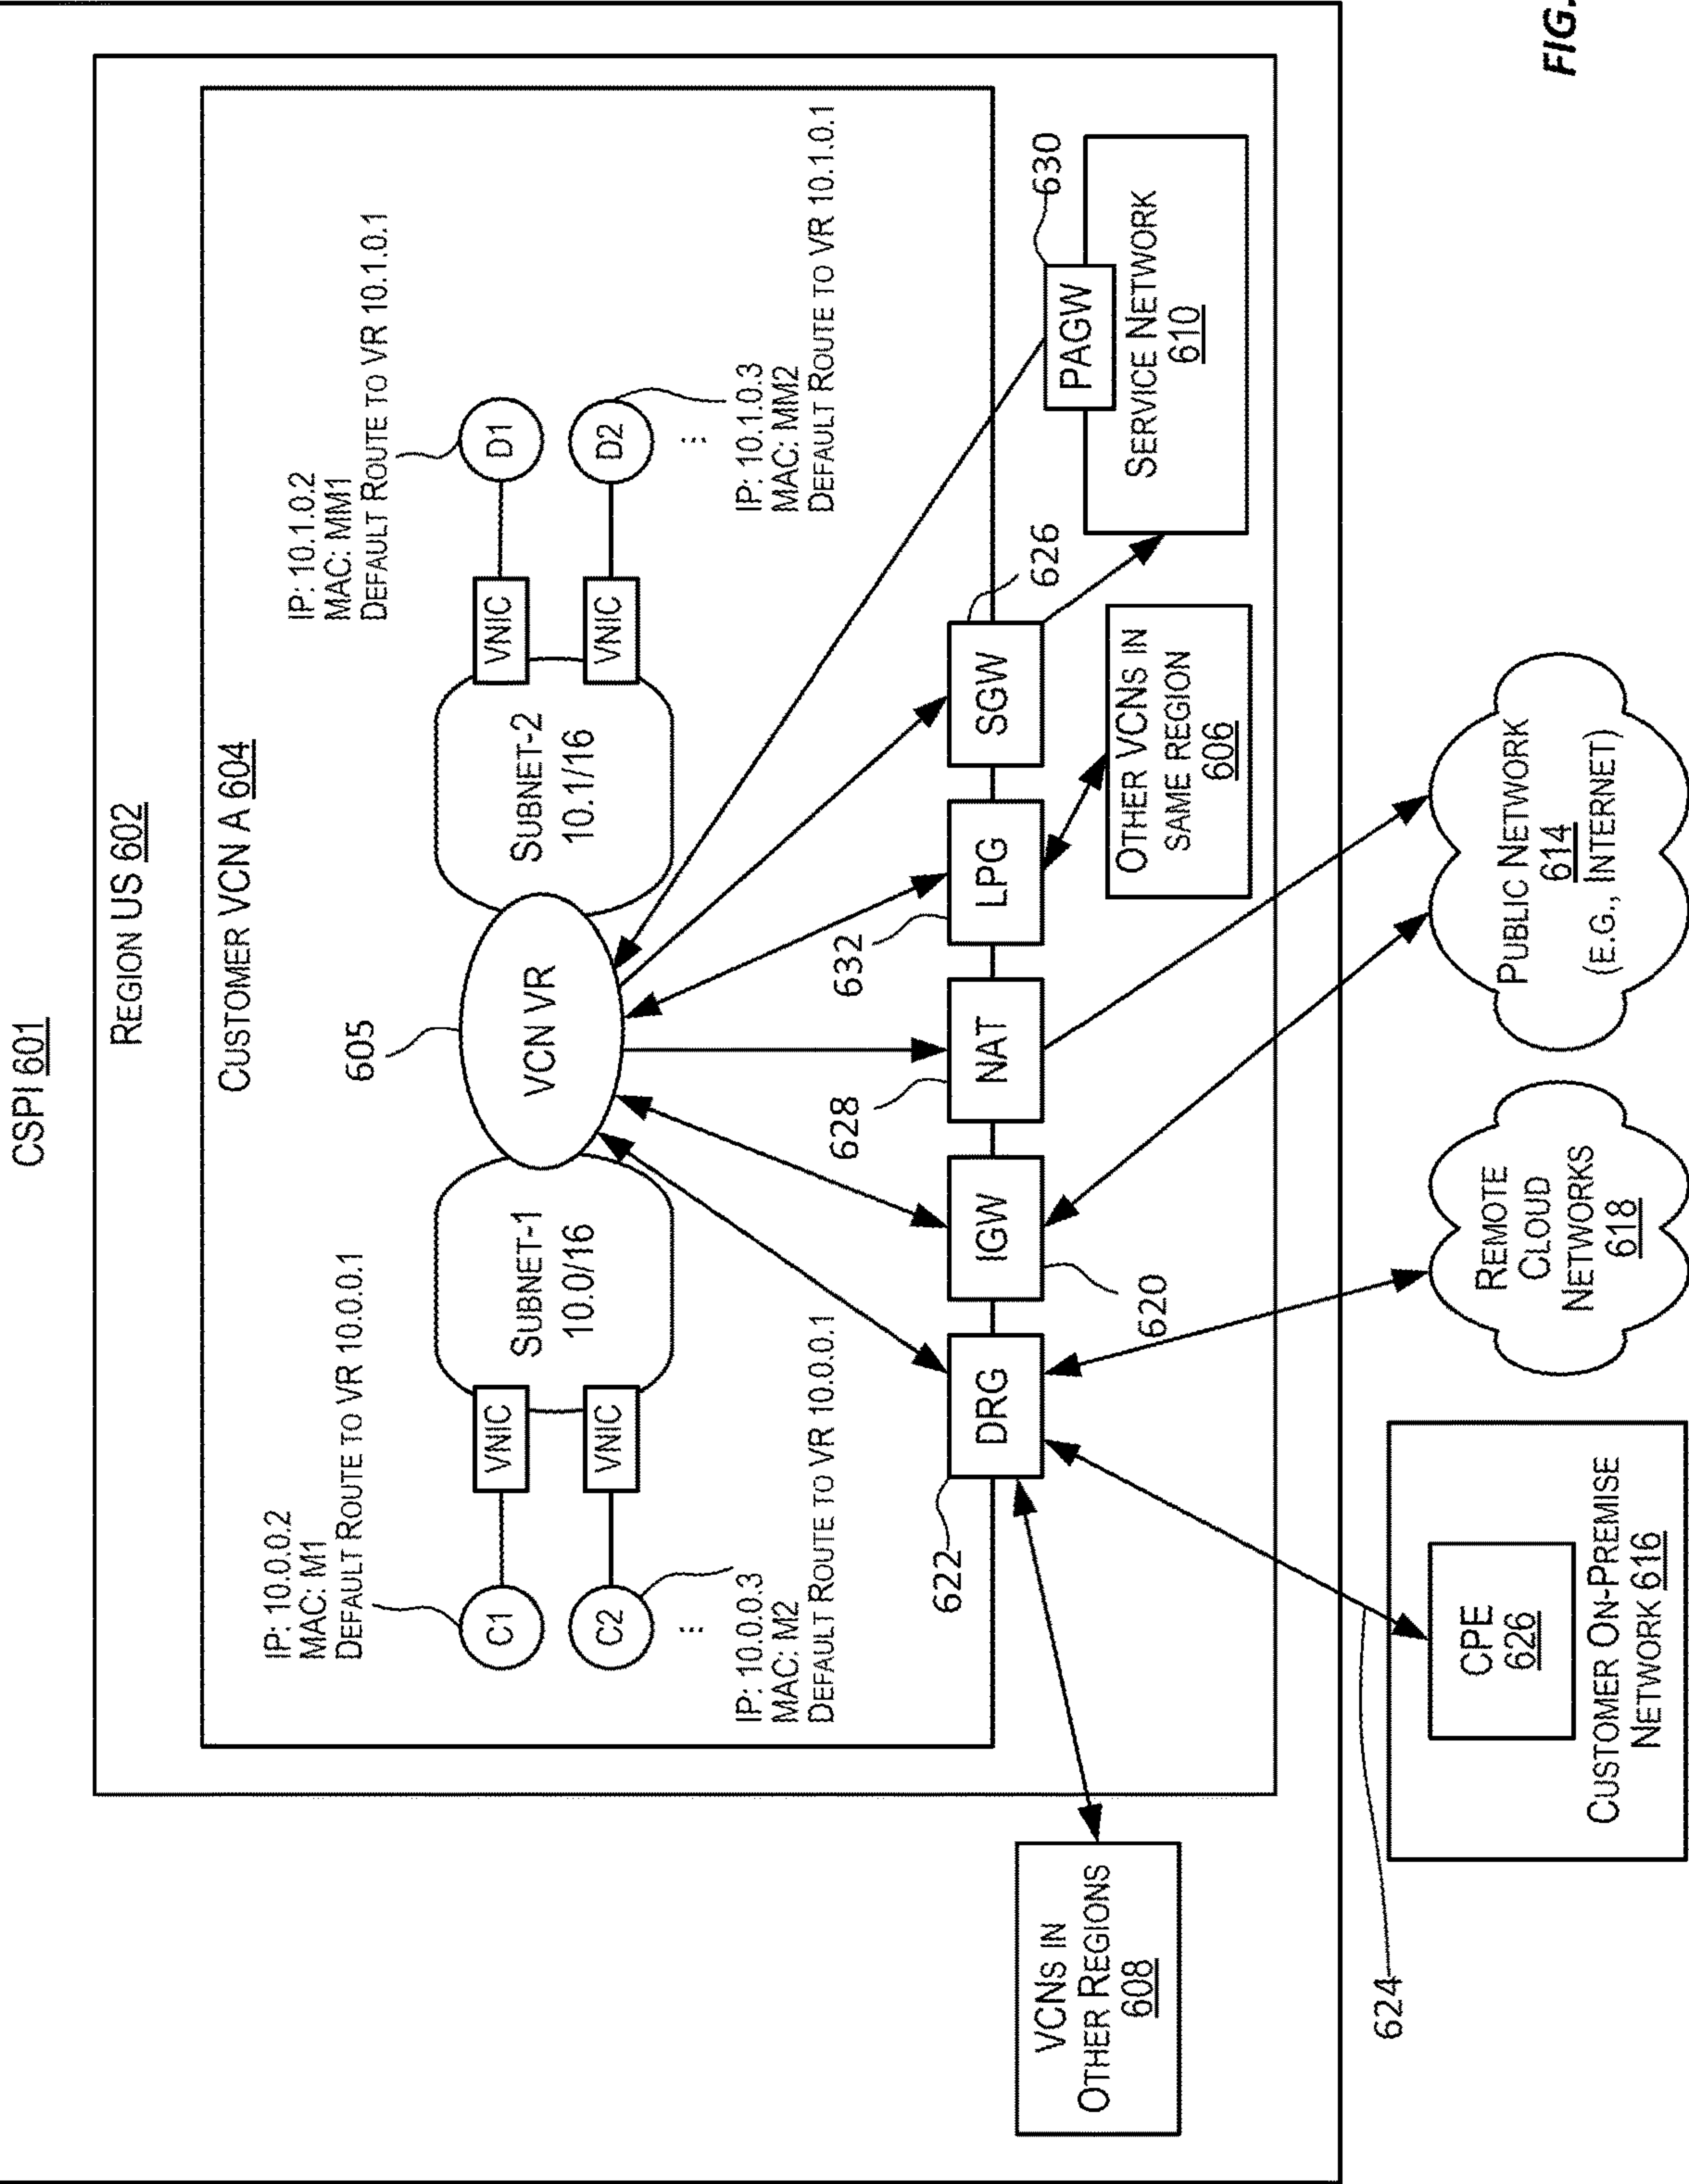 CSPI 601
REGION US 602
CUSTOMER VCN A 604
IP: 10.0.0.2
MAC: M1
DEFAULT ROUTE TO VR 10.0.0.1
C1
VNIC
C2
VNIC
...
IP: 10.0.0.3
MAC: M2
DEFAULT ROUTE TO VR 10.0.0.1
SUBNET-1
10.0/16
605
VCN VR
SUBNET-2
10.1/16
IP: 10.1.0.2
MAC: MM1
DEFAULT ROUTE TO VR 10.1.0.1
VNIC
D1
VNIC
D2
...
IP: 10.1.0.3
MAC: MM2
DEFAULT ROUTE TO VR 10.1.0.1
622
DRG
IGW
620
628
NAT
632
LPG
SGW
626
PAGW
630
SERVICE NETWORK
610
OTHER VCNS IN
SAME REGION
606
VCNS IN
OTHER REGIONS
608
624
CPE
626
CUSTOMER ON-PREMISE
NETWORK 616
REMOTE
CLOUD
NETWORKS
618
PUBLIC NETWORK
614
(E.G., INTERNET)
FIG.